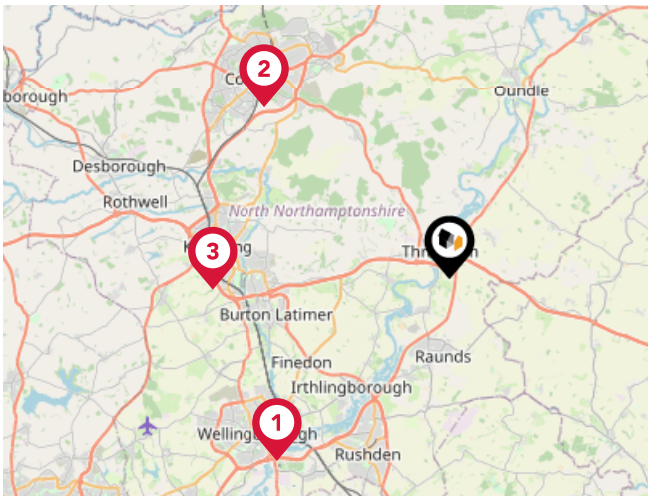 2
Oundle
borough
Desborough
Rothwell
North Northamptonshire
3
Burton Latimer
Raunds
Finedon
Irthlingborough
1
Rushden